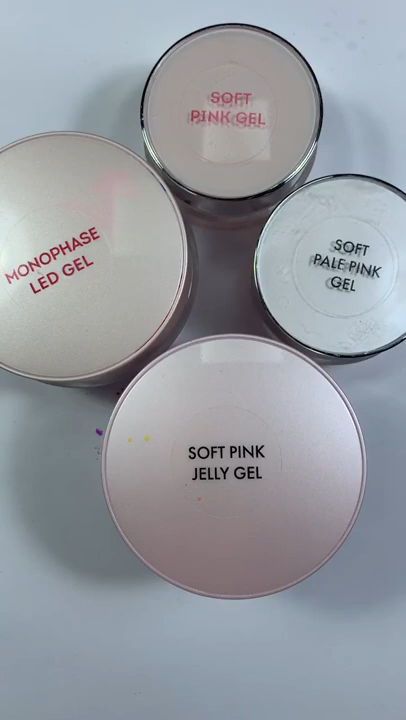 SOFT
PINK GEL
MONOPHASE
LED GEL
SOFT
PALE PINK
GEL
SOFT PINK
JELLY GEL